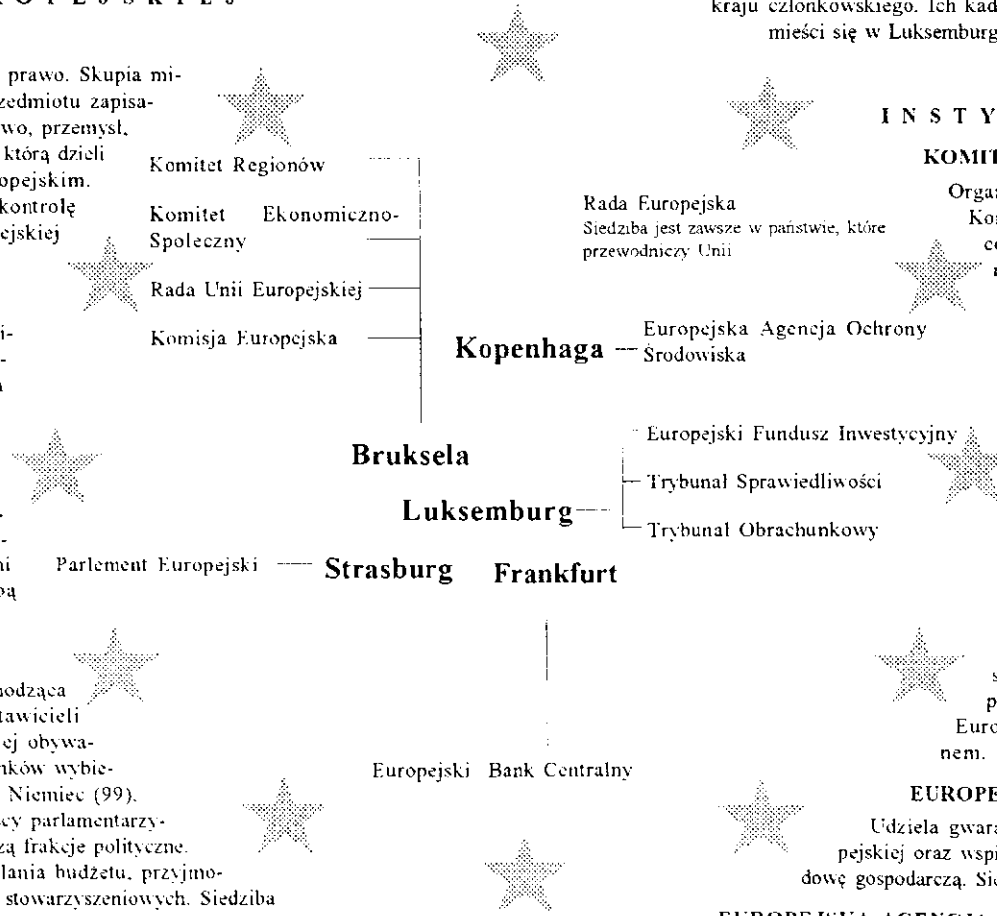 kraju członkowskiego. Ich kad
mieści się w Luksemburg
prawo. Skupia mi-
zedmiotu zapisa-
wo, przemysł,
którą dzieli
opejskim.
kontrolę
ejskiej
Komitet Regionów
Komitet Ekonomiczno-
Społeczny
Rada Unii Europejskiej
Komisja Europejska
Rada Europejska
Siedziba jest zawsze w państwie, które
przewodniczy Unii
INSTY
KOMIT
Orga
Ko
Kopenhaga
Europejska Agencja Ochrony
Środowiska
Bruksela
Europejski Fundusz Inwestycyjny
Trybunał Sprawiedliwości
Trybunał Obrachunkowy
Luksemburg
Parlement Europejski
Strasburg Frankfurt
Europejski Bank Centralny
hodząca
tawicieli
ej obywa-
nków wybie-
Niemiec (99).
cy parlamentarzy-
zą frakcje polityczne.
lania budżetu, przyjmo-
stowarzyszeniowych. Siedziba
Euro
nem.
EUROPE
Udziela gwara
pejskiej oraz wspi
dowę gospodarczą. Sie